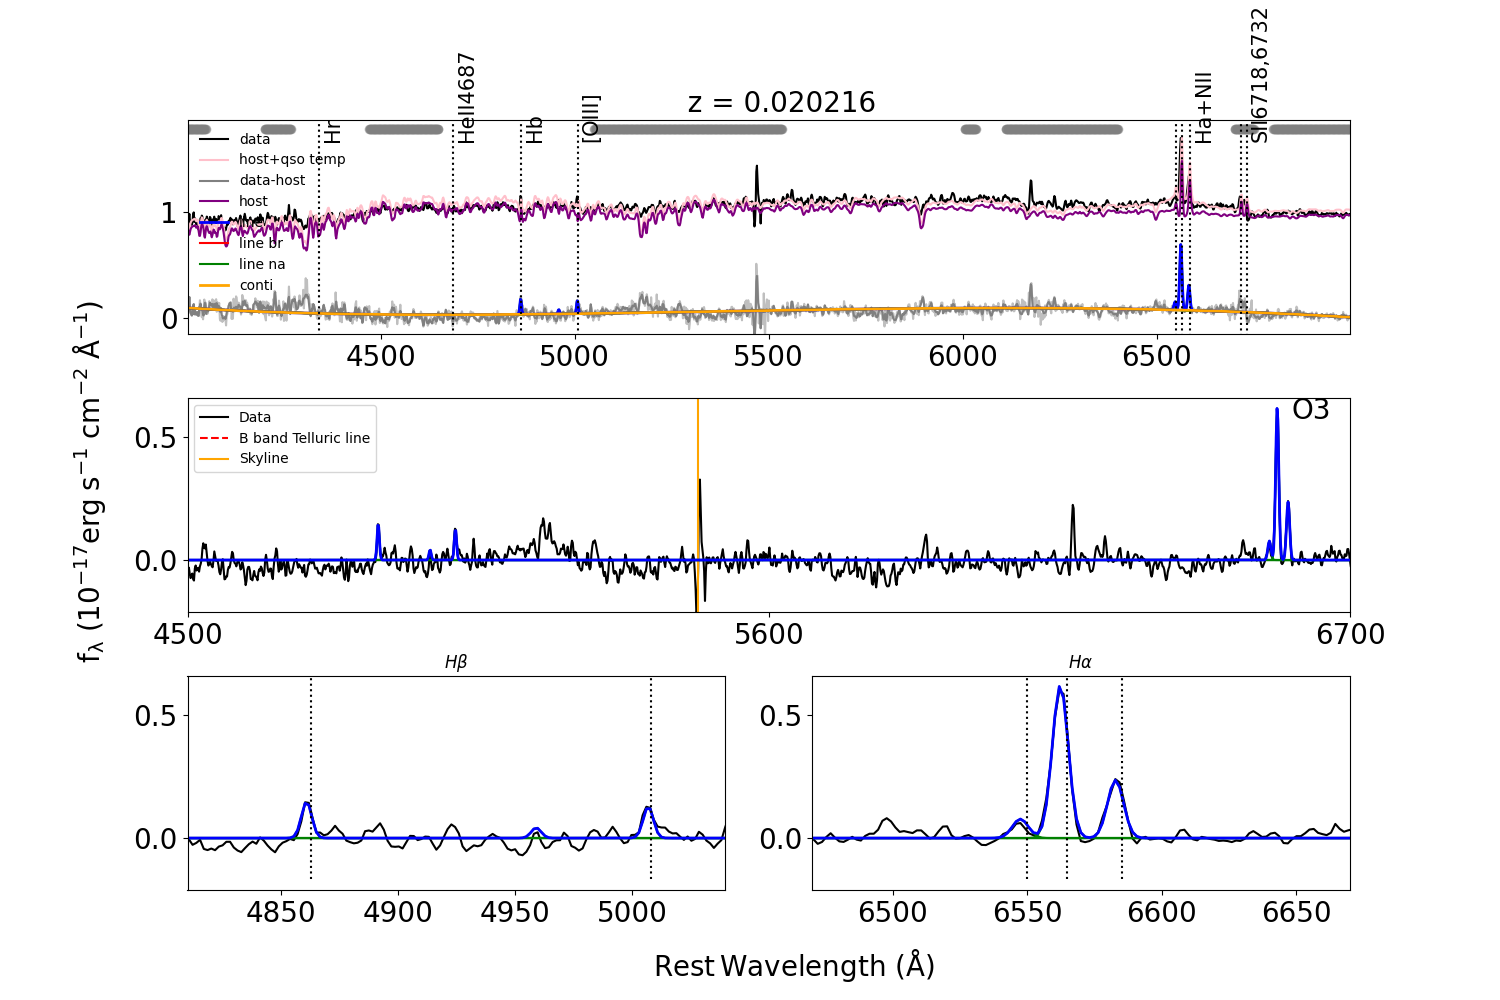 z = 0.020216
Hr
HeII4687
Hb
[OIII]
Ha+NII
SII6718,6732
data
host+qso temp
data-host
host
line br
line na
conti
1
0
4500
5000
5500
6000
6500
Data
B band Telluric line
Skyline
O3
0.5
0.0
4500
5600
6700
fλ (10⁻¹⁷erg s⁻¹ cm⁻² Å⁻¹)
Hβ
0.5
0.0
4850
4900
4950
5000
Hα
0.5
0.0
6500
6550
6600
6650
Rest Wavelength (Å)